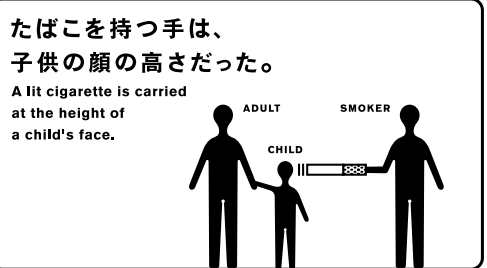 たばこを持つ手は、
子供の顔の高さだった。
A lit cigarette is carried
at the height of
a child's face.
ADULT
SMOKER
CHILD